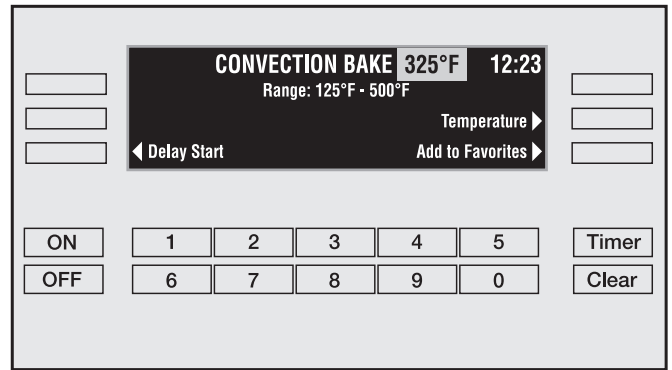 CONVECTION BAKE 325°F 12:23
Range: 125°F - 500°F
Temperature
Delay Start Add to Favorites
ON 1 2 3 4 5 Timer
OFF 6 7 8 9 0 Clear